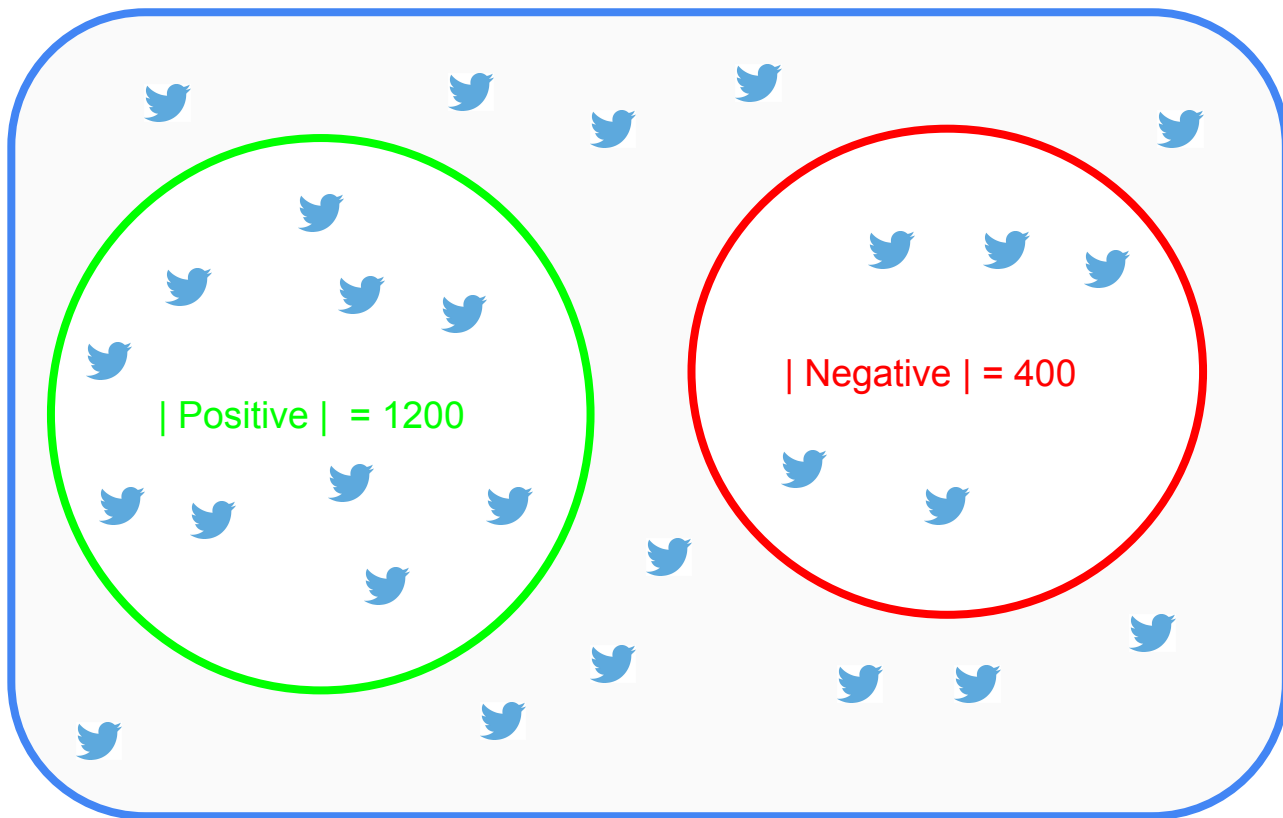 | Positive |  = 1200
| Negative | = 400